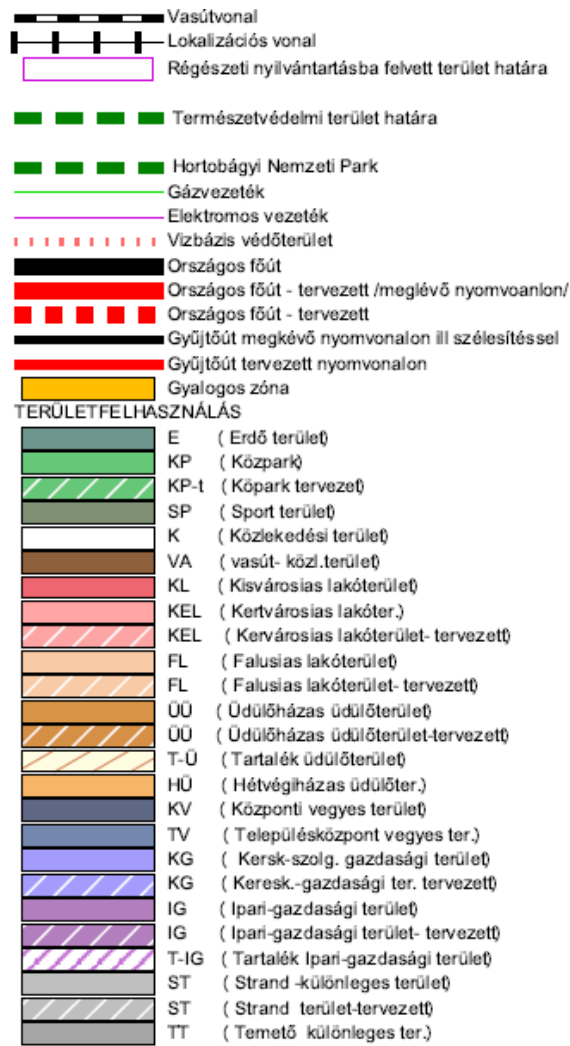 Vasútvonal
Lokalizációs vonal
Régészeti nyilvántartásba felvett terület határa
Természetvédelmi terület határa
Hortobágyi Nemzeti Park
Gázvezeték
Elektromos vezeték
Vizbázis védőterület
Országos főút
Országos főút - tervezett /meglévő nyomvoanlon/
Országos főút - tervezett
Gyűjtőút megkévő nyomvonalon ill szélesítéssel
Gyűjtőút tervezett nyomvonalon
Gyalogos zóna
TERÜLETFELHASZNÁLÁS
E ( Erdő terület)
KP ( Közpark)
KP-t ( Köpark tervezet)
SP ( Sport terület)
K ( Közlekedési terület)
VA ( vasút- közl.terület)
KL ( Kisvárosias lakóterület)
KEL ( Kertvárosias lakóter.)
KEL ( Kervárosias lakóterület- tervezett)
FL ( Falusias lakóterület)
FL ( Falusias lakóterület- tervezett)
ÜÜ ( Üdülőházas üdülőterület)
ÜÜ ( Üdülőházas üdülőterület-tervezett)
T-Ü ( Tartalék üdülőterület)
HÜ ( Hétvégiházas üdülőter.)
KV ( Központi vegyes terület)
TV ( Településközpont vegyes ter.)
KG ( Kersk-szolg. gazdasági terület)
KG ( Keresk.-gazdasági ter. tervezett)
IG ( Ipari-gazdasági terület)
IG ( Ipari-gazdasági terület- tervezett)
T-IG ( Tartalék Ipari-gazdasági terület)
ST ( Strand -különleges terület)
ST ( Strand terület-tervezett)
TT ( Temető különleges ter.)